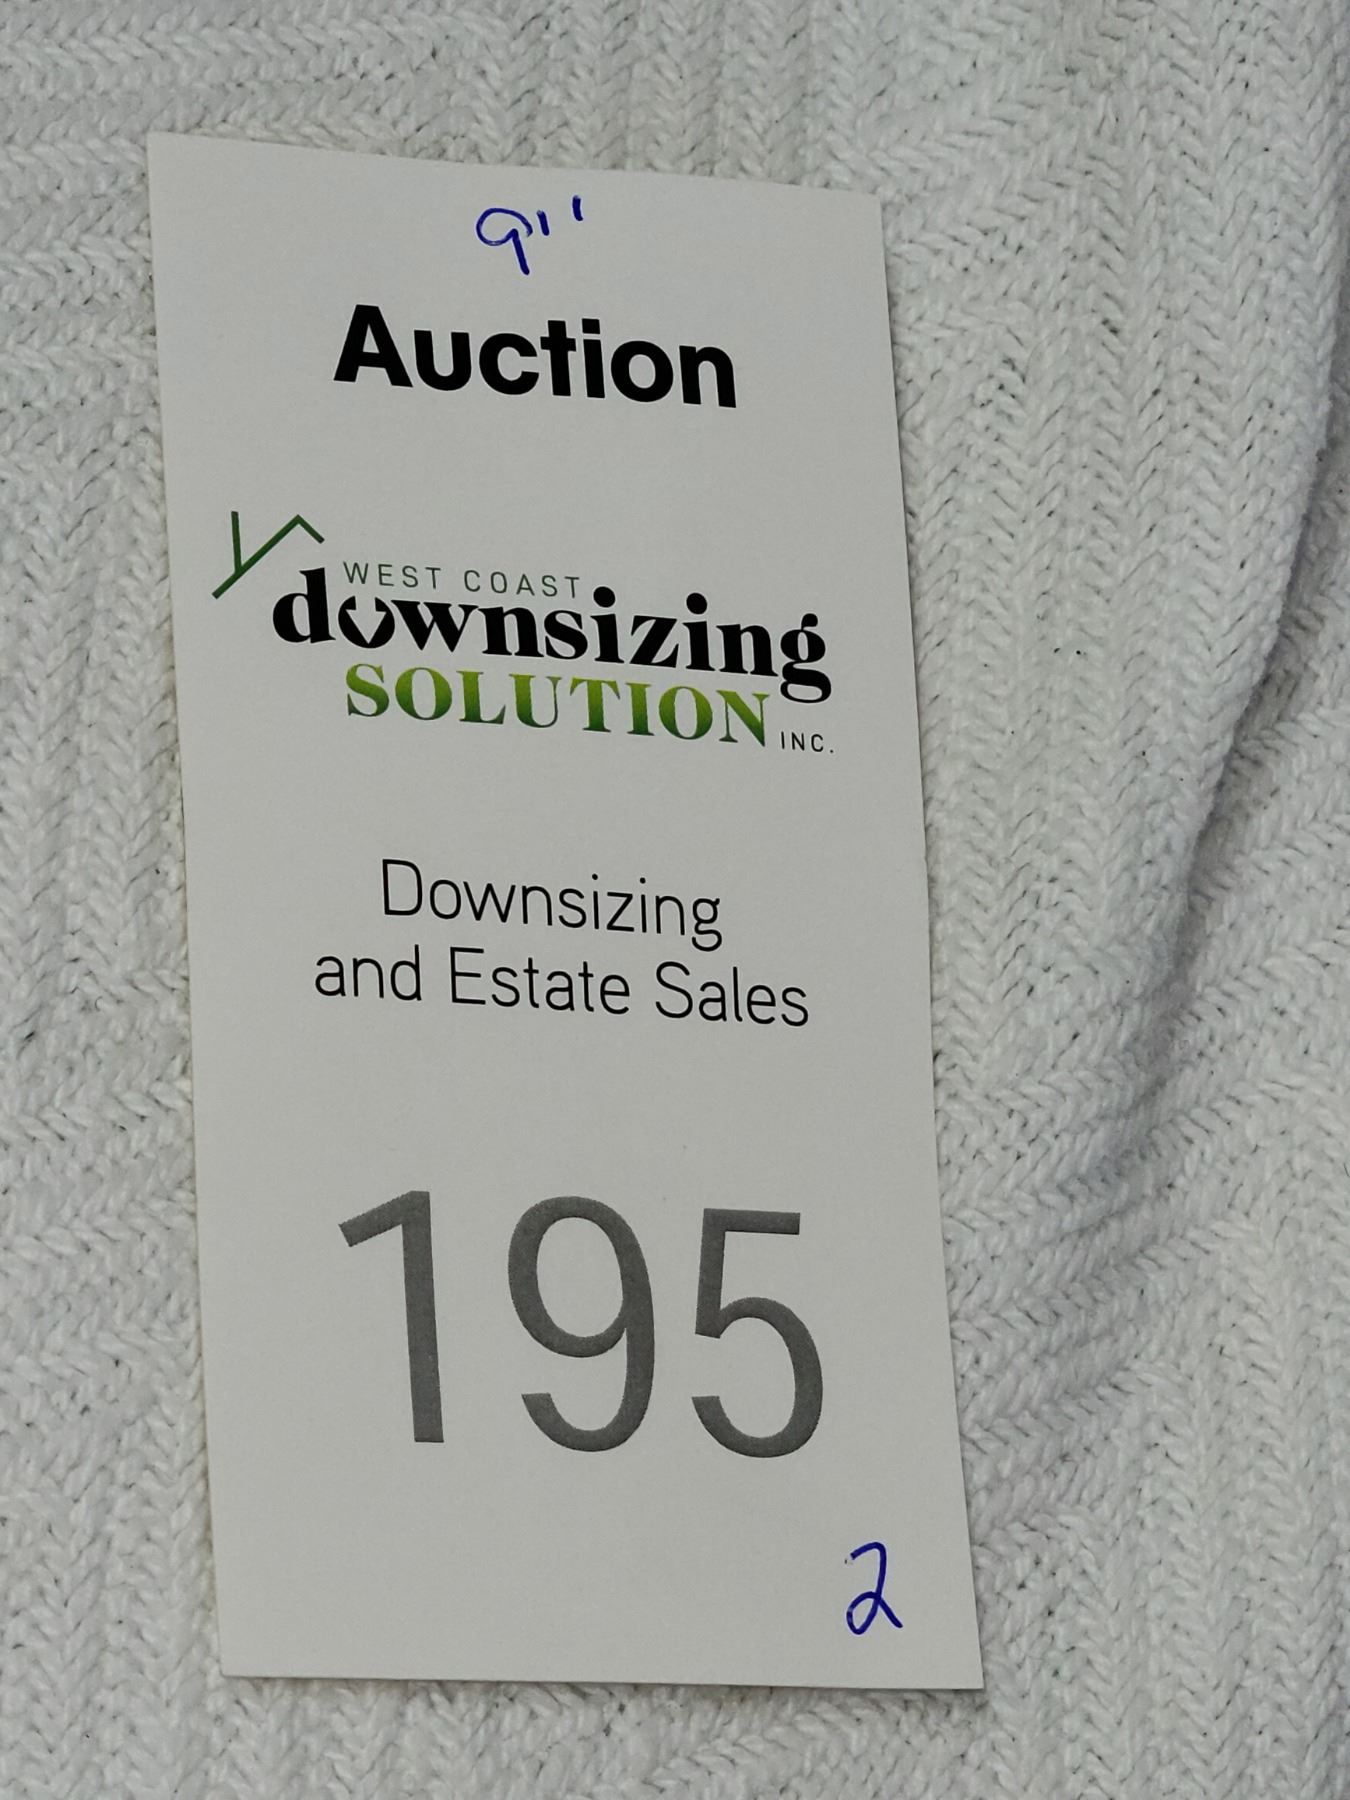 9''
Auction
WEST COAST
downsizing
SOLUTION INC.
Downsizing
and Estate Sales
195
2